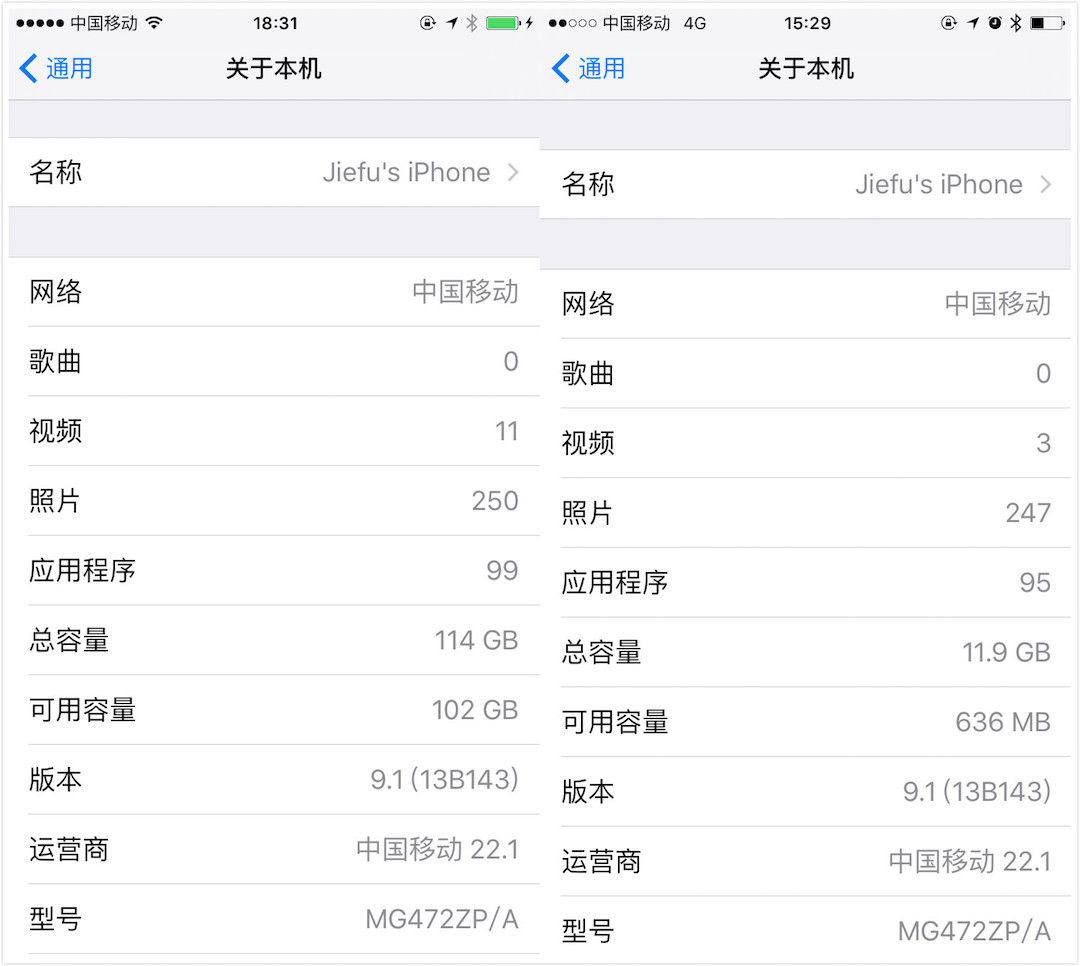 中国移动 18:31
通用 关于本机
名称 Jiefu's iPhone
网络 中国移动
歌曲 0
视频 11
照片 250
应用程序 99
总容量 114 GB
可用容量 102 GB
版本 9.1 (13B143)
运营商 中国移动 22.1
型号 MG472ZP/A
中国移动 4G 15:29
通用 关于本机
名称 Jiefu's iPhone
网络 中国移动
歌曲 0
视频 3
照片 247
应用程序 95
总容量 11.9 GB
可用容量 636 MB
版本 9.1 (13B143)
运营商 中国移动 22.1
型号 MG472ZP/A